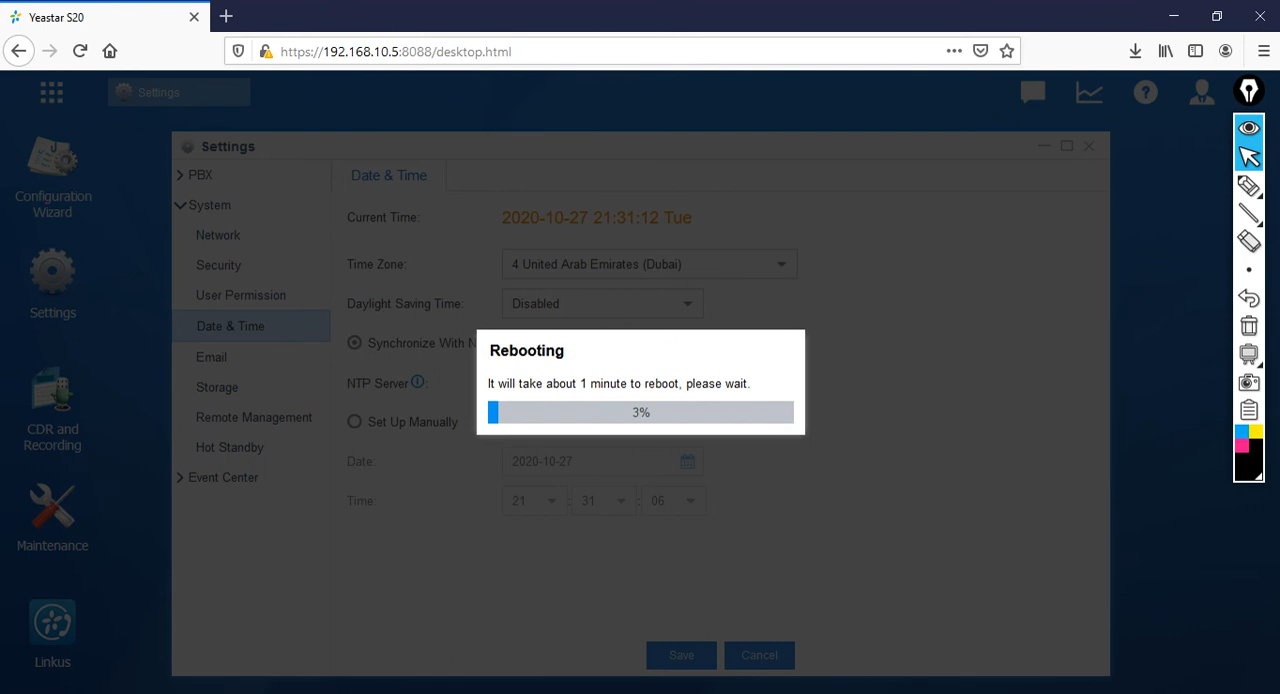 Yeastar S20
https://192.168.10.5:8088/desktop.html
Settings
Configuration
Wizard
Settings
CDR and
Recording
Maintenance
Linkus
Settings
PBX
System
Network
Security
User Permission
Date & Time
Email
Storage
Remote Management
Hot Standby
Event Center
Date & Time
Current Time: 2020-10-27 21:31:12 Tue
Time Zone: 4 United Arab Emirates (Dubai)
Daylight Saving Time: Disabled
Synchronize With N
NTP Server :
Set Up Manually
Date: 2020-10-27
Time: 21 : 31 : 06
Rebooting
It will take about 1 minute to reboot, please wait.
3%
Save Cancel